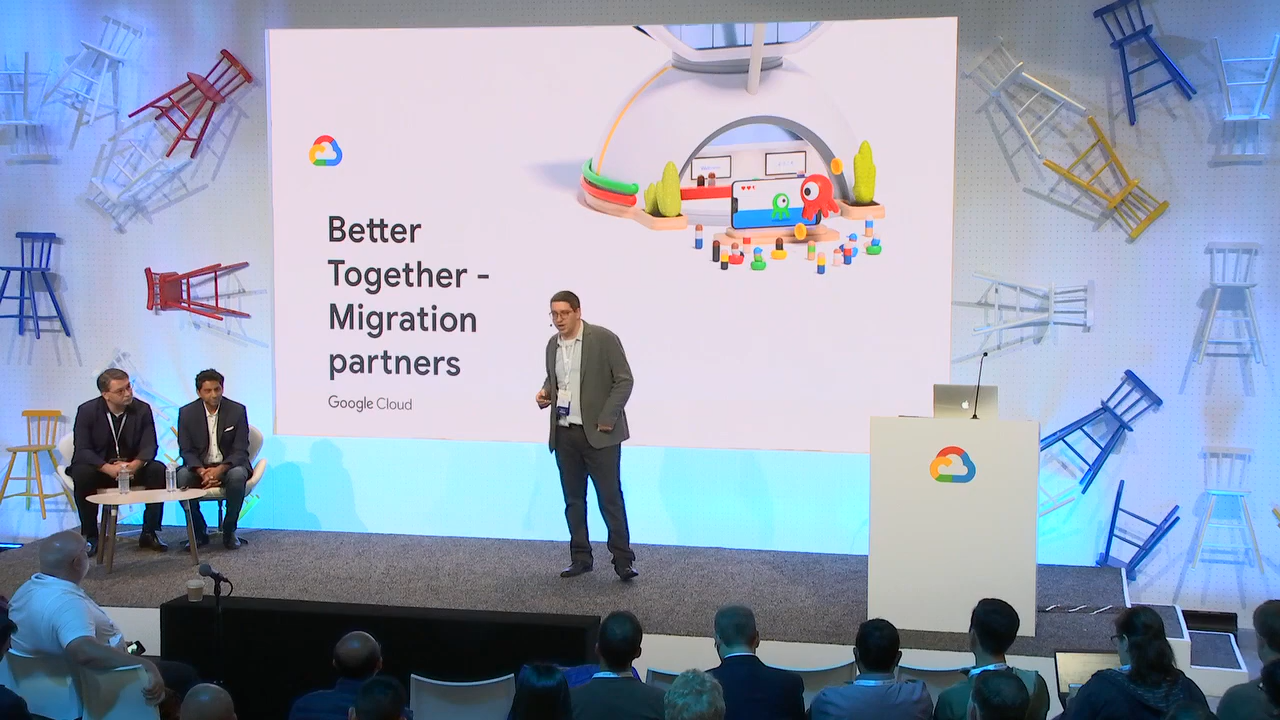 Better
Together -
Migration
partners
Google Cloud